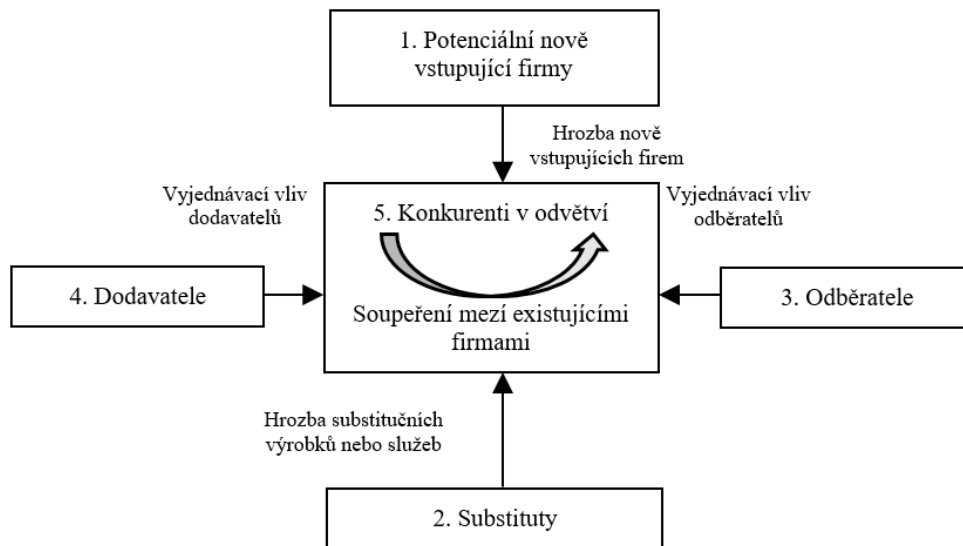 1. Potenciální nově
vstupující firmy
Hrozba nově
vstupujících firem
Vyjednávací vliv
dodavatelů
5. Konkurenti v odvětví
Vyjednávací vliv
odběratelů
4. Dodavatele
Soupeření mezí existujícími
firmami
3. Odběratele
Hrozba substitučních
výrobků nebo služeb
2. Substituty